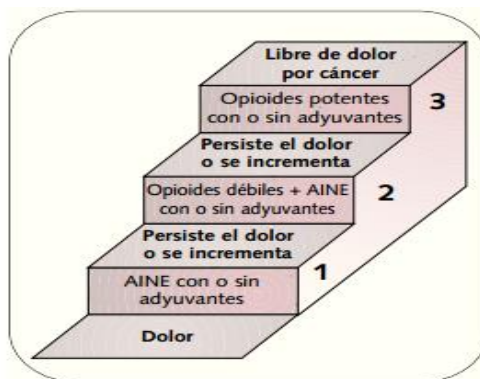 Libre de dolor
por cáncer
Opioides potentes
con o sin adyuvantes
3
Persiste el dolor
o se incrementa
Opioides débiles + AINE
con o sin adyuvantes
2
Persiste el dolor
o se incrementa
1
AINE con o sin
adyuvantes
Dolor